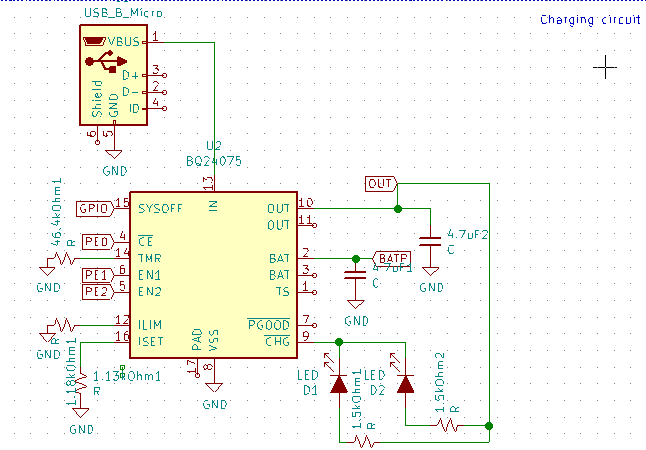 USB_B_Micro
Charging circuit
VBUS 1
D+ 3
D- 2
ID 4
Shield
GND
6
5
GND
U2
BQ24075
13
IN
GPIO 15 SYSOFF
PE0 4 CE
14 TMR
PE1 6 EN1
PE2 5 EN2
12 ILIM
16 ISET
OUT 10
OUT 11
BAT 2
BAT 3
TS 1
PGOOD 7
CHG 9
PAD
VSS
17
8
GND
46.4kOhm1
R
GND
R
GND
1.18kOhm1
1.13kOhm1
R
GND
OUT
4.7uF2
C
GND
BATP
4.7uF1
C
GND
LED
D1
LED
D2
1.5kOhm1
R
1.5kOhm2
R